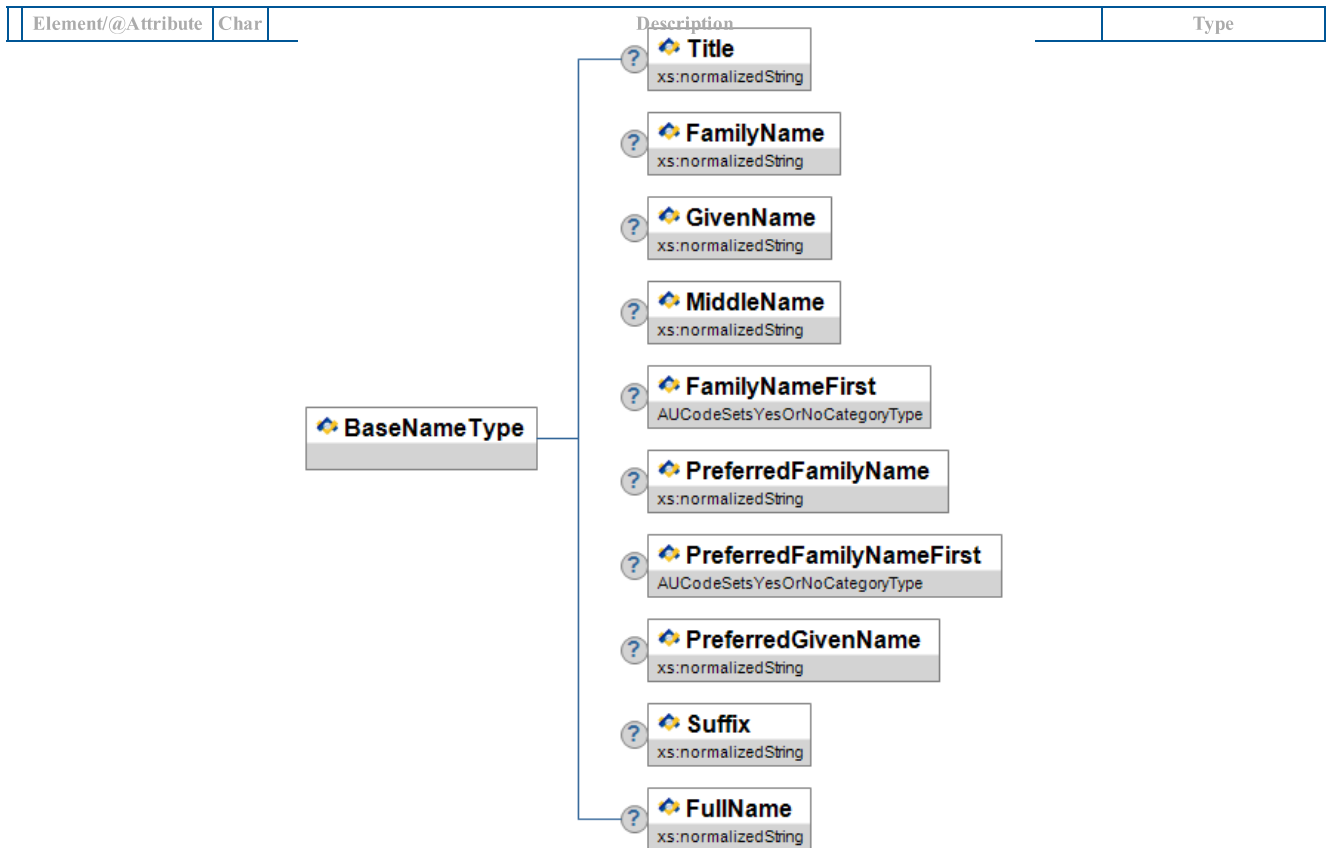 Element/@Attribute Char Description Type
? Title
xs:normalizedString
? FamilyName
xs:normalizedString
? GivenName
xs:normalizedString
? MiddleName
xs:normalizedString
? FamilyNameFirst
AUCodeSetsYesOrNoCategoryType
BaseNameType
? PreferredFamilyName
xs:normalizedString
? PreferredFamilyNameFirst
AUCodeSetsYesOrNoCategoryType
? PreferredGivenName
xs:normalizedString
? Suffix
xs:normalizedString
? FullName
xs:normalizedString